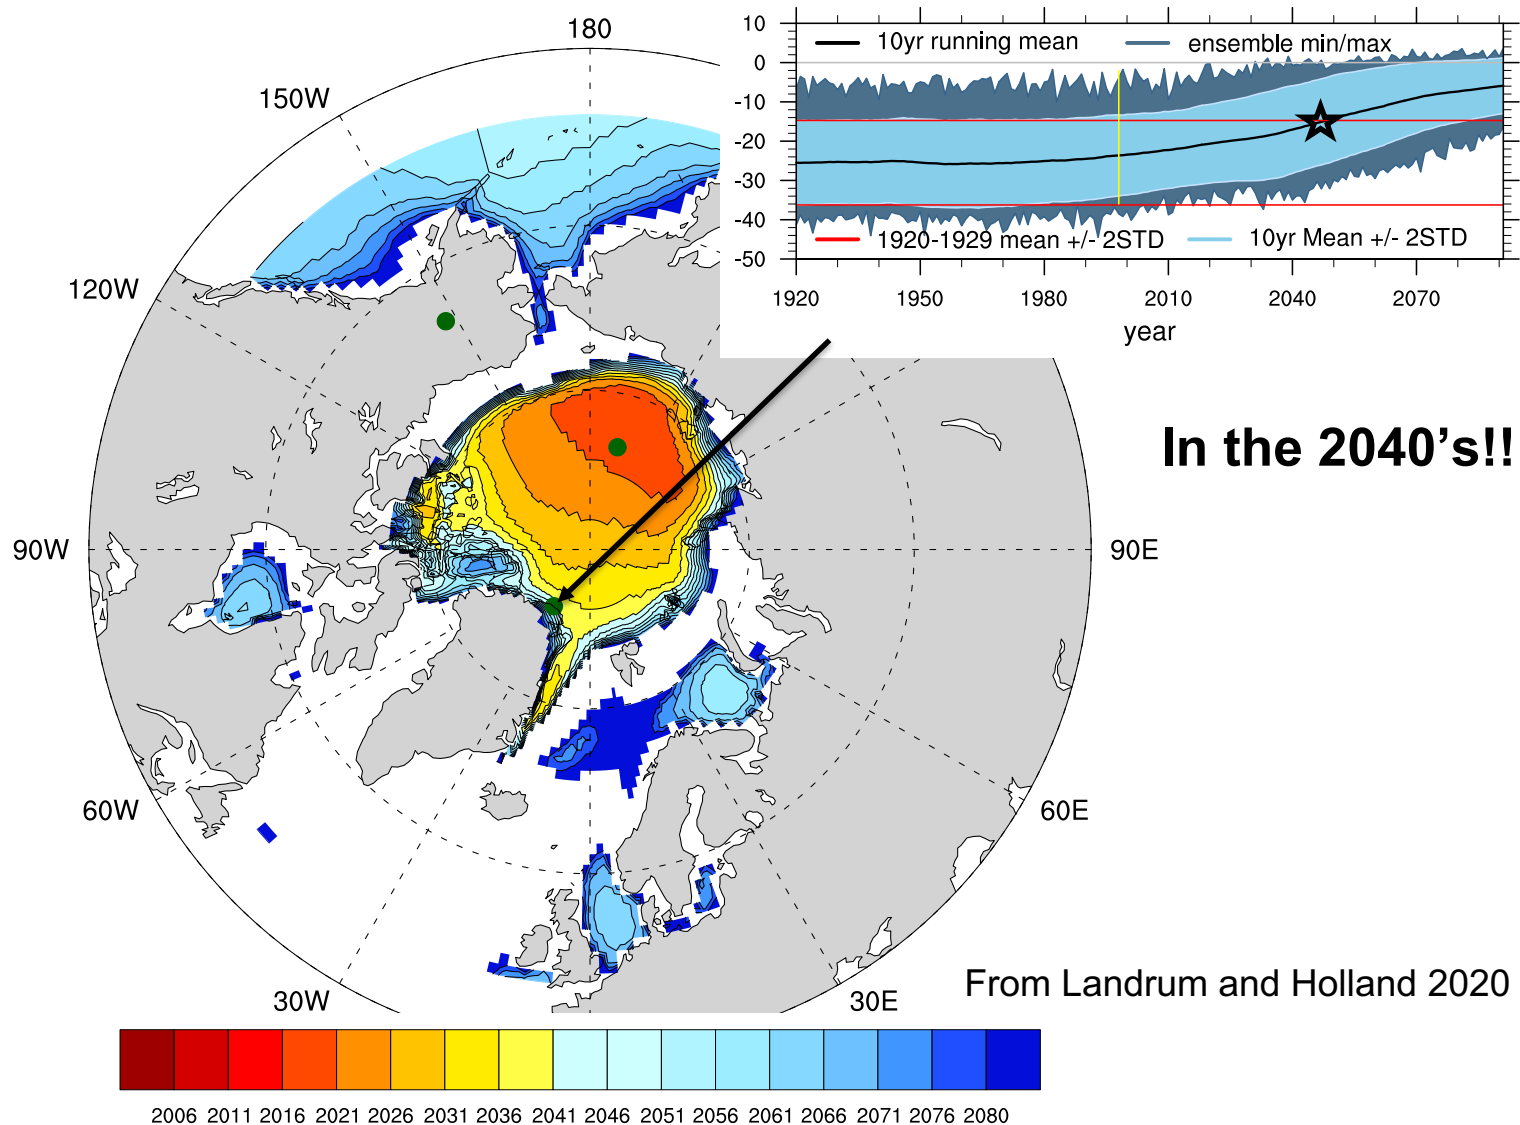 180
150W
120W
90W
60W
30W
30E
60E
90E
10
0
-10
-20
-30
-40
-50
10yr running mean
ensemble min/max
1920-1929 mean +/- 2STD
10yr Mean +/- 2STD
1920 1950 1980 2010 2040 2070
year
In the 2040's!!
From Landrum and Holland 2020
2006 2011 2016 2021 2026 2031 2036 2041 2046 2051 2056 2061 2066 2071 2076 2080